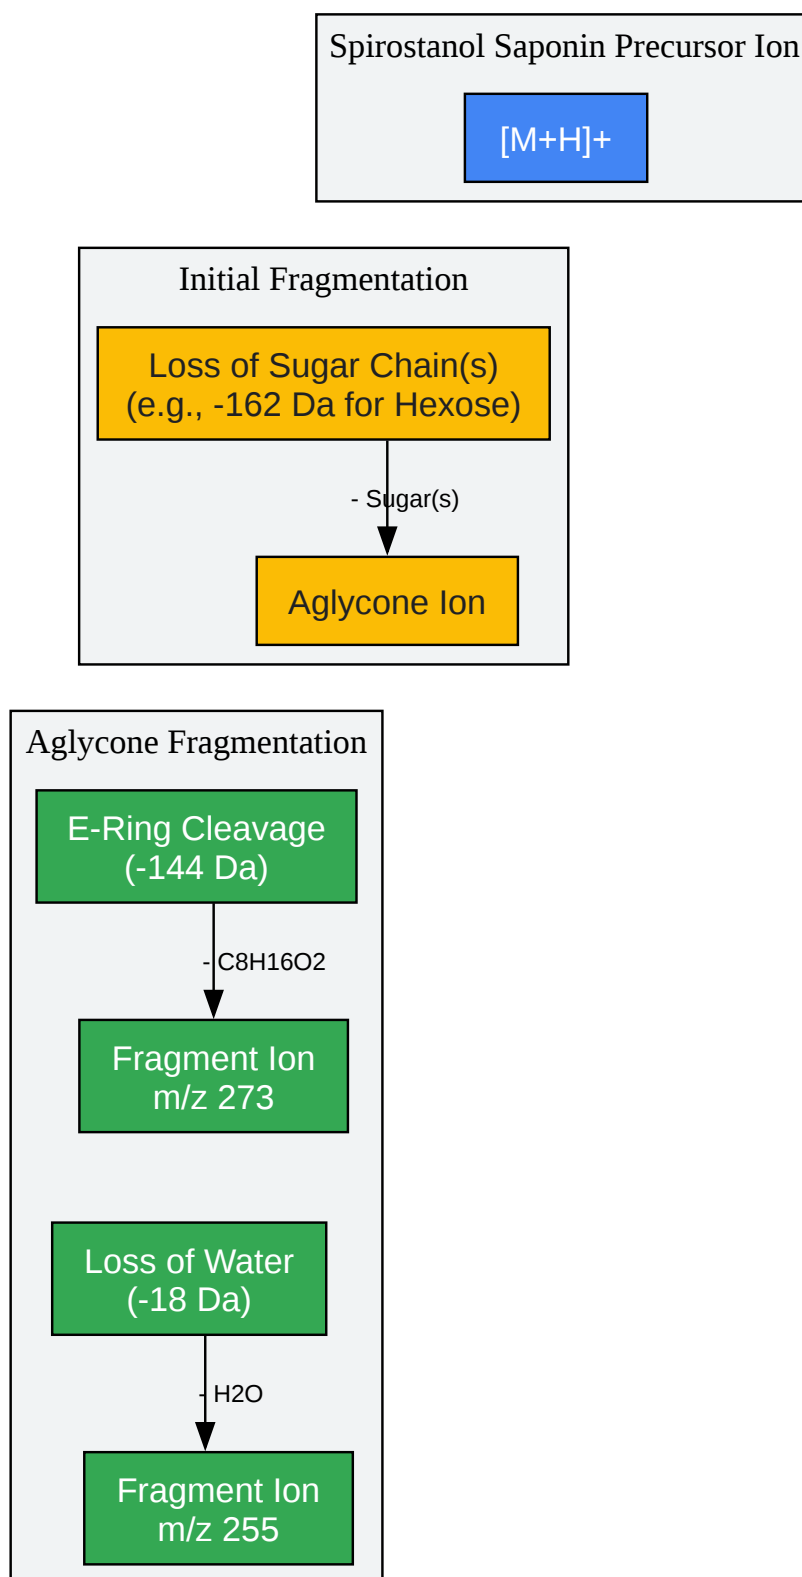 Spirostanol Saponin Precursor Ion
[M+H]+
Initial Fragmentation
Loss of Sugar Chain(s)
(e.g., -162 Da for Hexose)
- Sugar(s)
Aglycone Ion
Aglycone Fragmentation
E-Ring Cleavage
(-144 Da)
- C8H16O2
Fragment Ion
m/z 273
Loss of Water
(-18 Da)
- H2O
Fragment Ion
m/z 255